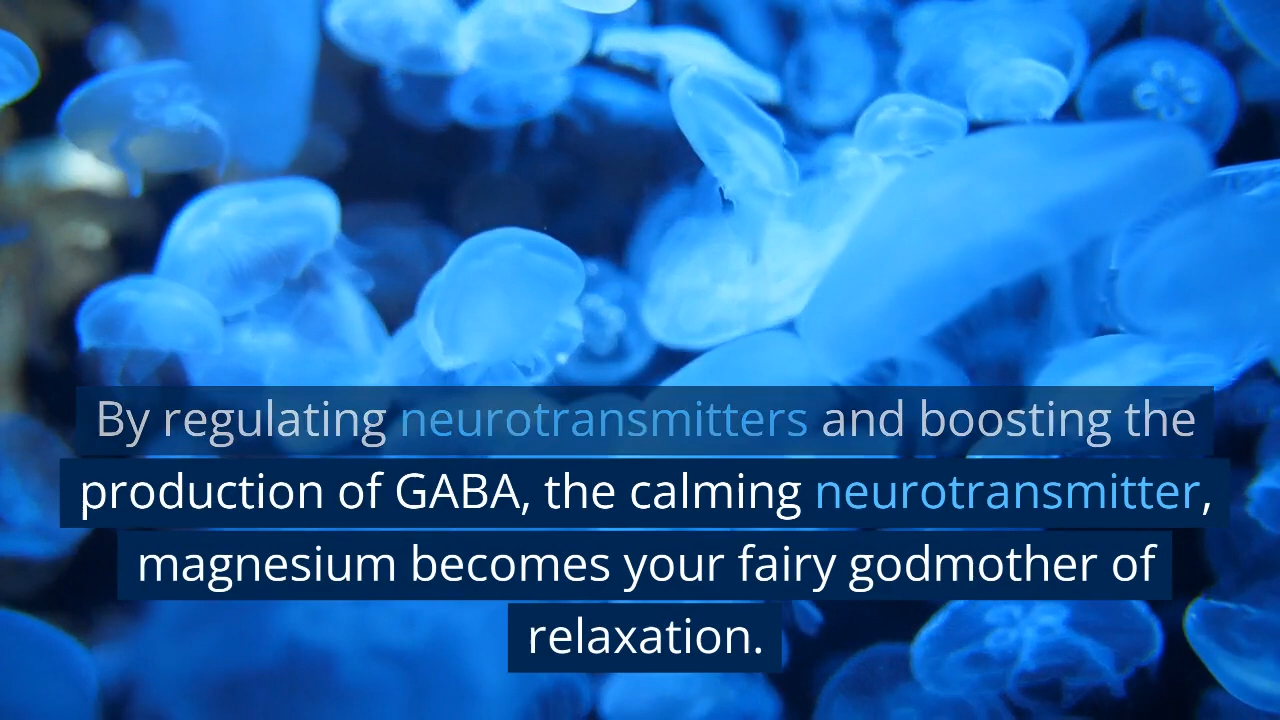 By regulating neurotransmitters and boosting the
production of GABA, the calming neurotransmitter,
magnesium becomes your fairy godmother of
relaxation.